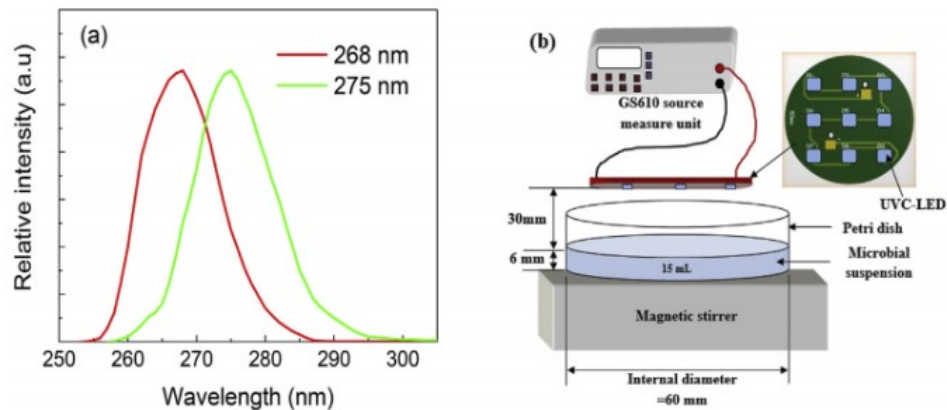 (a)
268 nm
275 nm
Relative intensity (a.u)
250 260 270 280 290 300
Wavelength (nm)
(b)
GS610 source
measure unit
UVC-LED
30mm
Petri dish
6 mm
Microbial
suspension
15 mL
Magnetic stirrer
Internal diameter
=60 mm